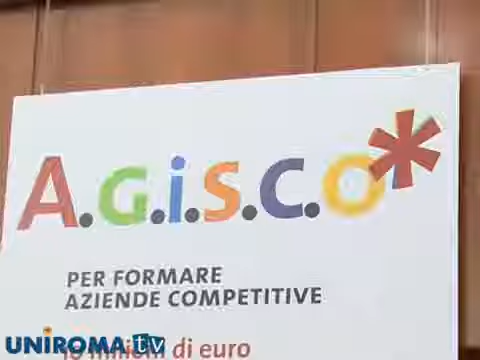 A.G.i.S.C.O*
PER FORMARE
AZIENDE COMPETITIVE
di euro
UNIROMA tv